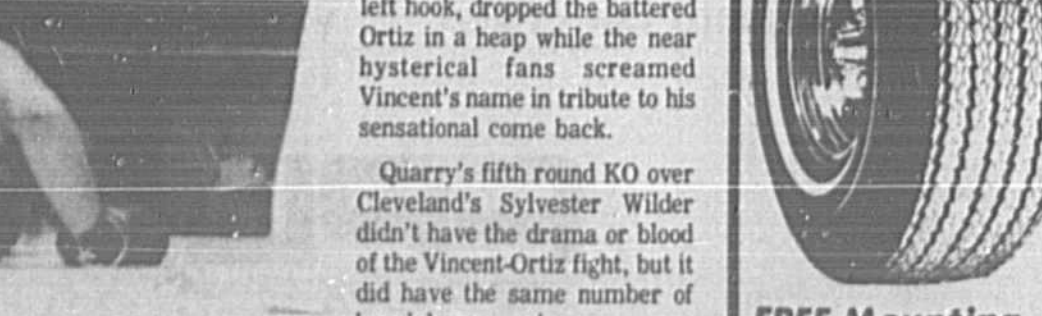 left hook, dropped the battered
Ortiz in a heap while the near
hysterical fans screamed
Vincent's name in tribute to his
sensational come back.
Quarry's fifth round KO over
Cleveland's Sylvester Wilder
didn't have the drama or blood
of the Vincent-Ortiz fight, but it
did have the same number of
FREE Mounting